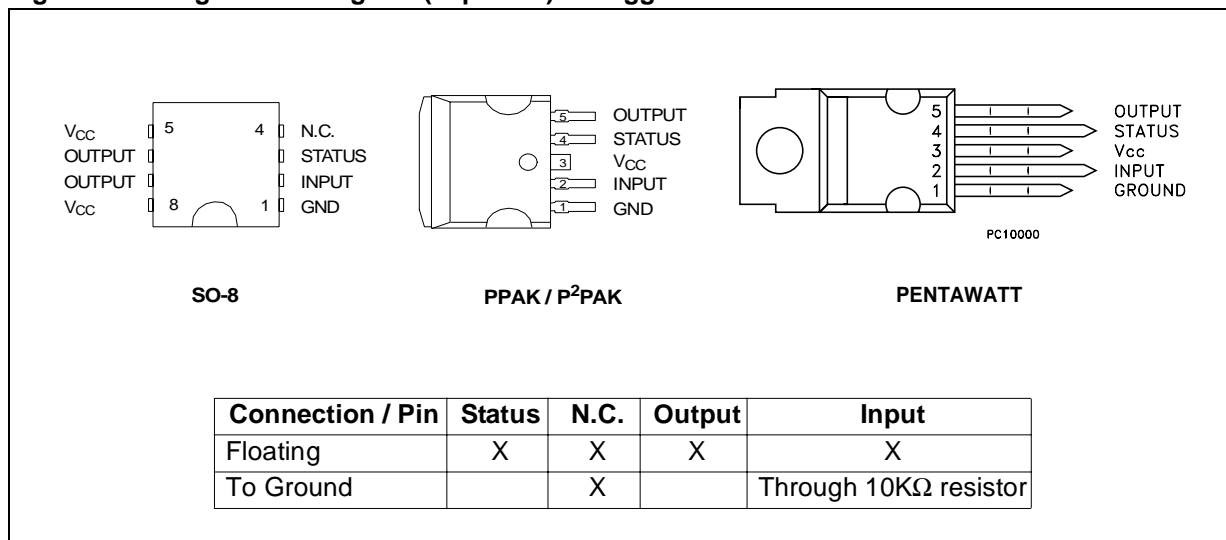 5 4
8 1
VCC
OUTPUT
OUTPUT
VCC
N.C.
STATUS
INPUT
GND
SO-8
5 OUTPUT
4 STATUS
3 VCC
2 INPUT
1 GND
PPAK / P²PAK
5 OUTPUT
4 STATUS
3 Vcc
2 INPUT
1 GROUND
PC10000
PENTAWATT
Connection / Pin Status N.C. Output Input
Floating X X X X
To Ground X Through 10KΩ resistor